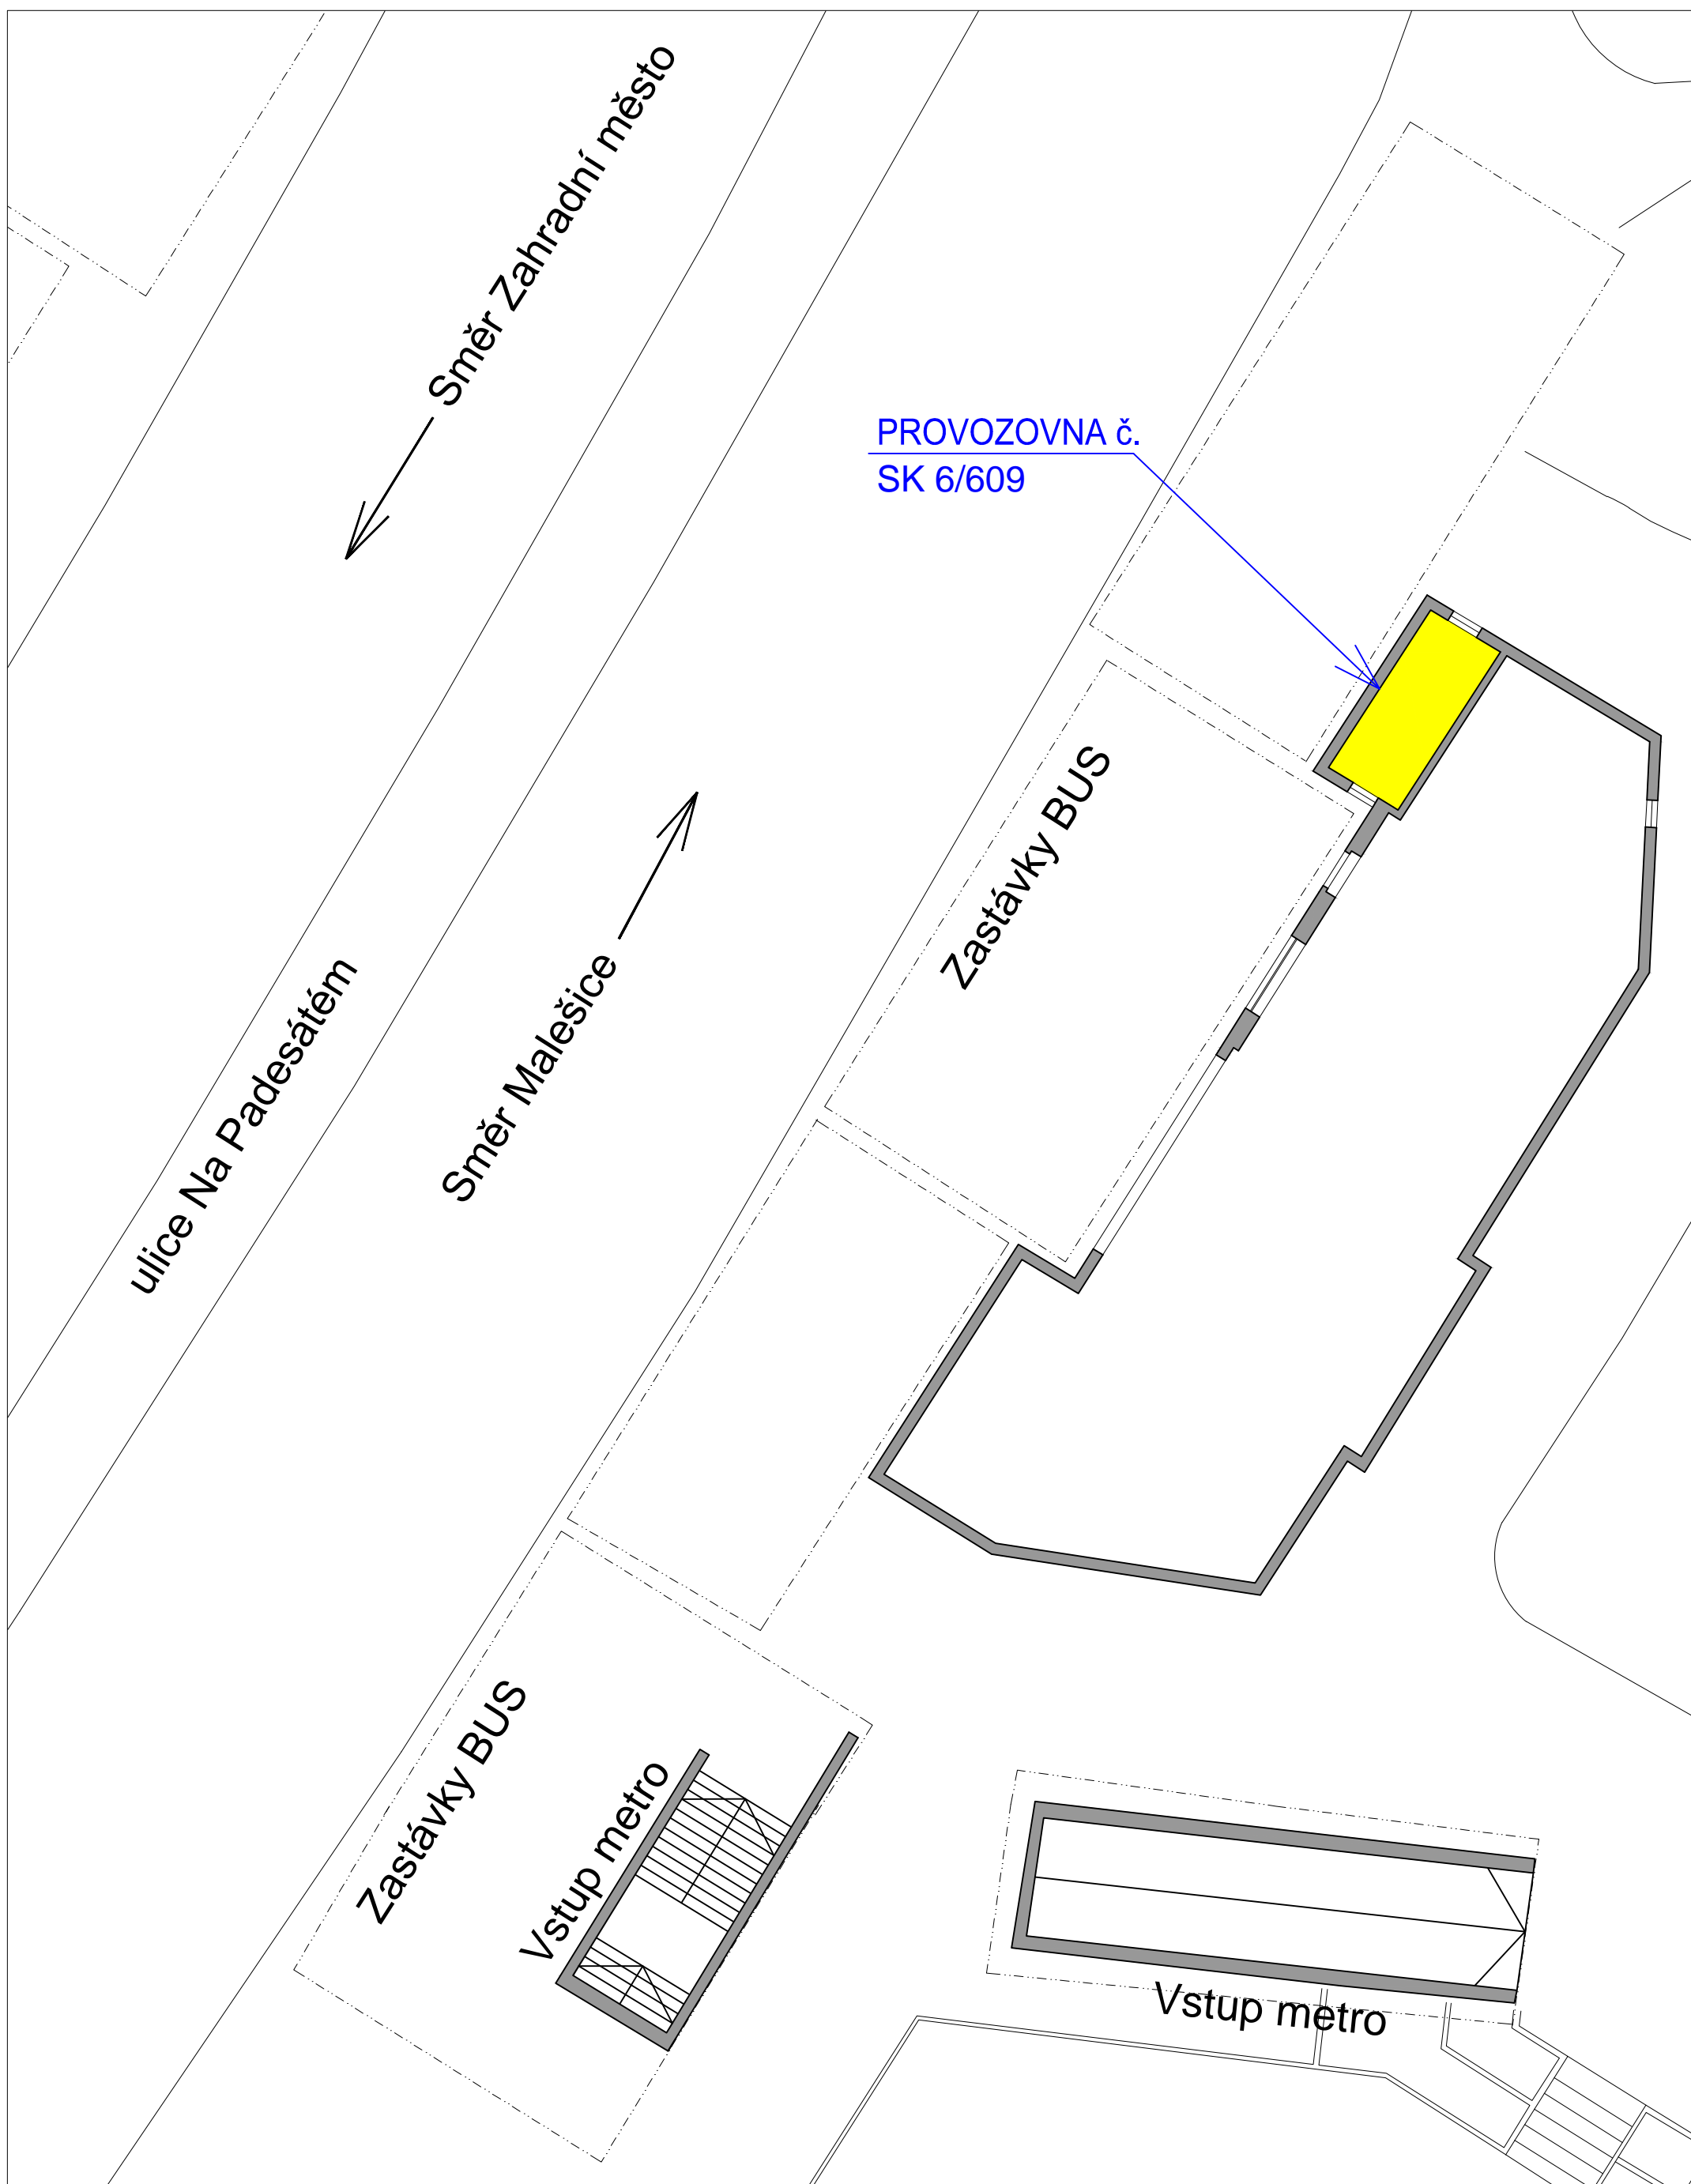 Směr Zahradní město
PROVOZOVNA č.
SK 6/609
Zastávky BUS
Směr Malešice
ulice Na Padesátém
Zastávky BUS
Vstup metro
Vstup metro